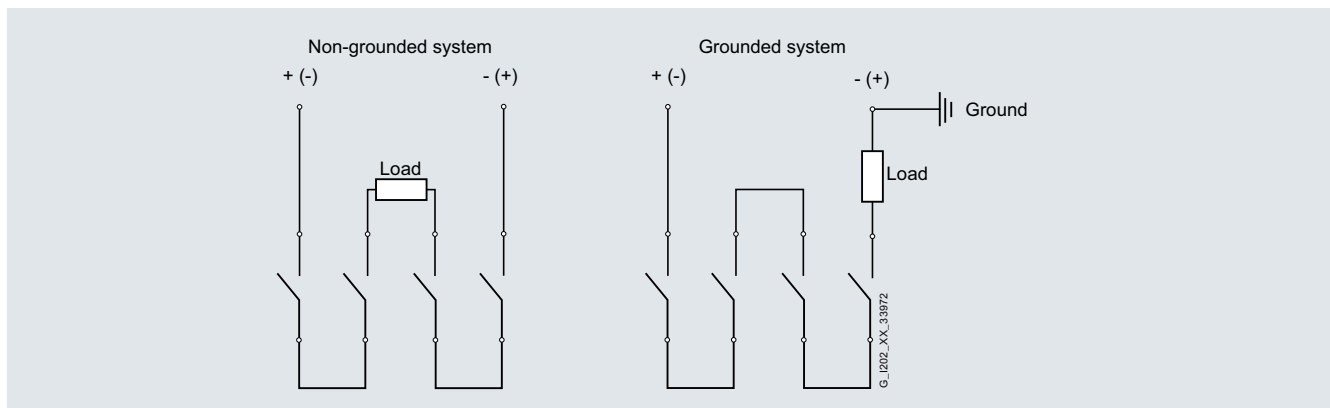 Non-grounded system
+ (-)
- (+)
Load
Grounded system
+ (-)
- (+)
Ground
Load
G_I202_XX_33972